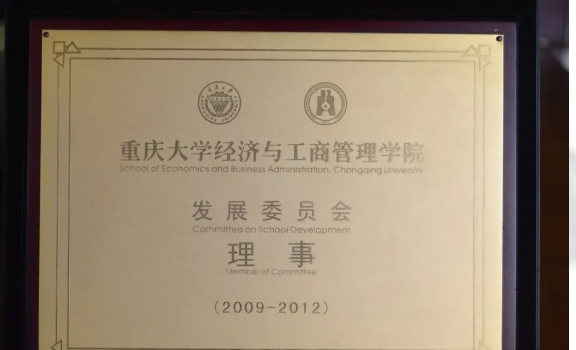 重庆大学经济与工商管理学院
School of Economics and Business Administration, Chongqing University
发展委员会
Committee on School Development
理事
Member of Committee
(2009-2012)